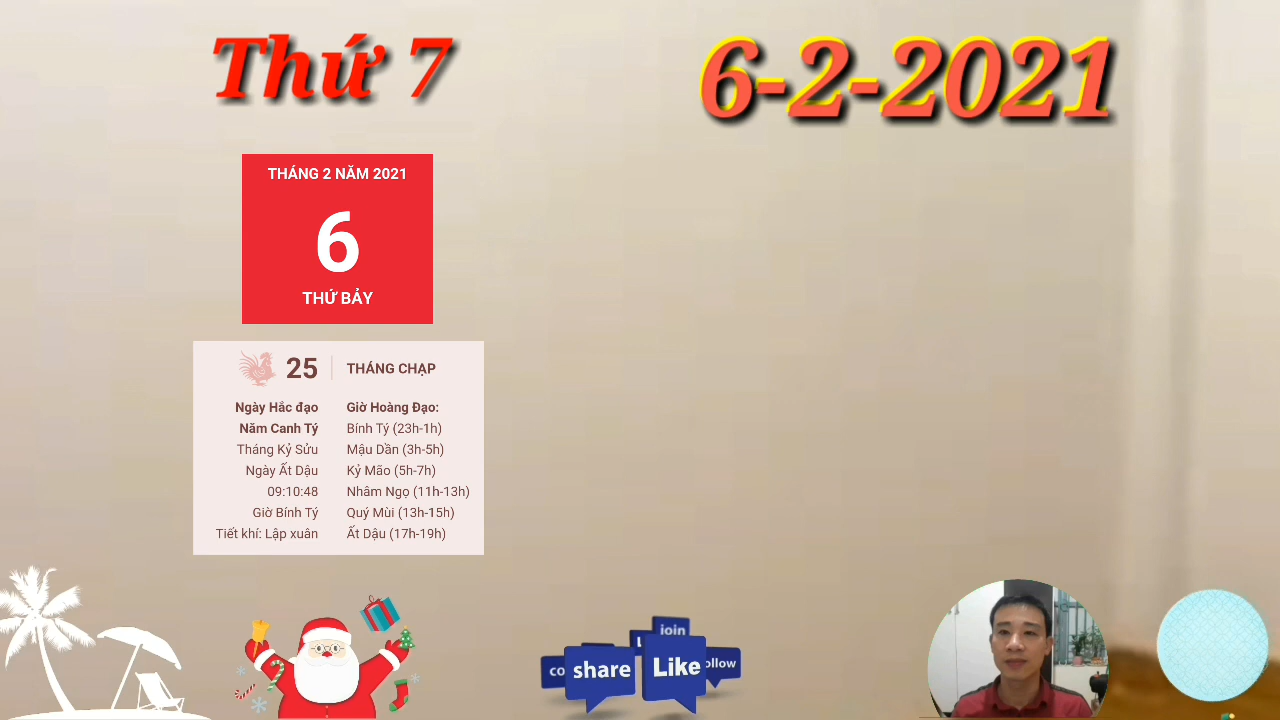 Thứ 7
6-2-2021
THÁNG 2 NĂM 2021
6
THỨ BẢY
25
THÁNG CHẠP
Ngày Hắc đạo
Năm Canh Tý
Tháng Kỷ Sửu
Ngày Ất Dậu
09:10:48
Giờ Bính Tý
Tiết khí: Lập xuân
Giờ Hoàng Đạo:
Bính Tý (23h-1h)
Mậu Dần (3h-5h)
Kỷ Mão (5h-7h)
Nhâm Ngọ (11h-13h)
Quý Mùi (13h-15h)
Ất Dậu (17h-19h)
join
L
co
share
Like
ollow